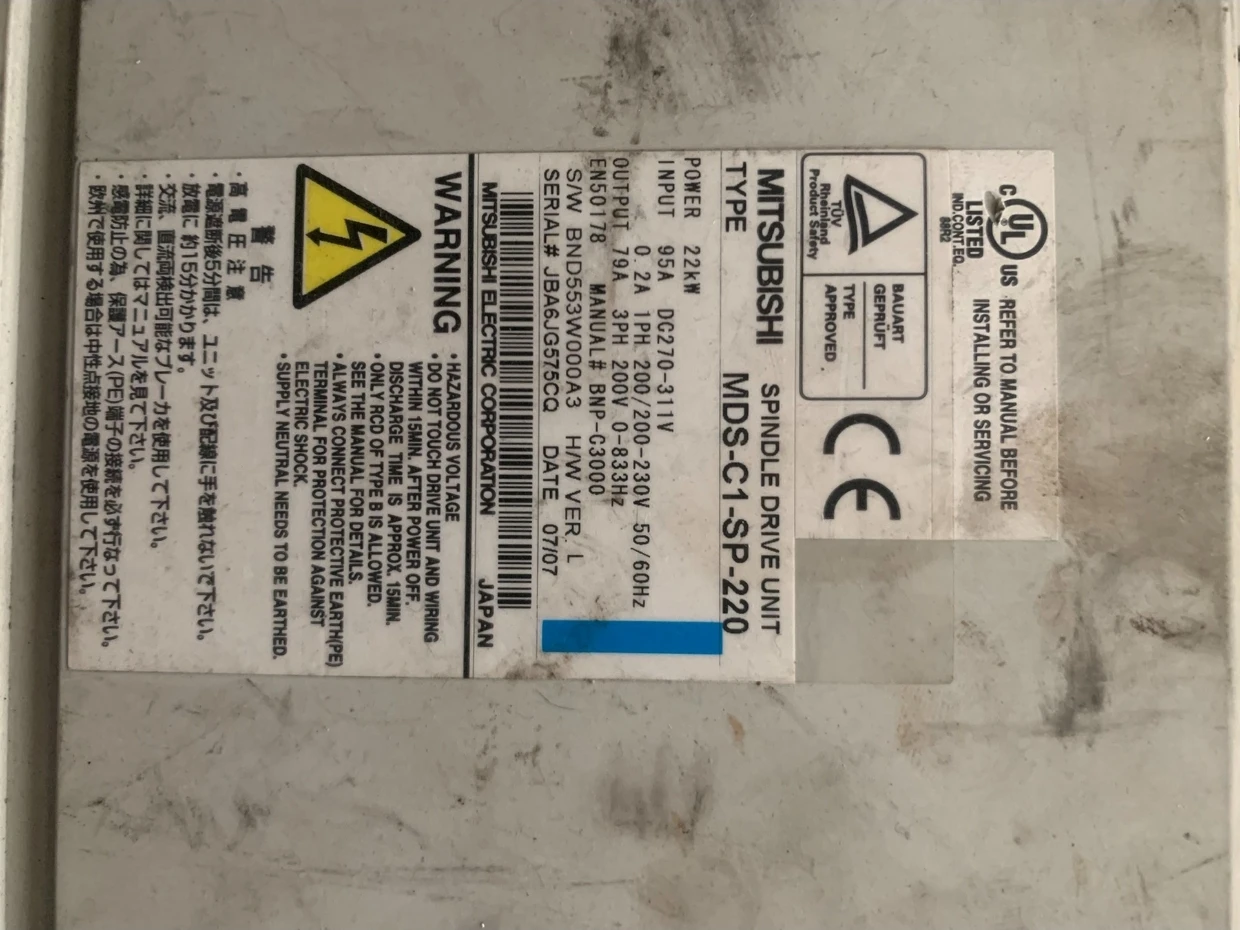 C UL US
LISTED
IND.CONT.EQ.
88R2
REFER TO MANUAL BEFORE
INSTALLING OR SERVICING
TÜV
Rheinland
Product Safety
BAUART
GEPRÜFT
TYPE
APPROVED
CE
MITSUBISHI SPINDLE DRIVE UNIT
TYPE MDS-C1-SP-220
POWER 22kW
INPUT 95A DC270-311V
0.2A 1PH 200/200-230V 50/60Hz
OUTPUT 79A 3PH 200V 0-833Hz
EN50178 MANUAL# BNP-C3000
S/W BND553W000A3 H/W VER. L
SERIAL# JBA6JG575CQ DATE 07/07
MITSUBISHI ELECTRIC CORPORATION JAPAN
WARNING
・HAZARDOUS VOLTAGE
・DO NOT TOUCH DRIVE UNIT AND WIRING
WITHIN 15MIN. AFTER POWER OFF.
DISCHARGE TIME IS APPROX. 15MIN.
・ONLY RCD OF TYPE B IS ALLOWED.
SEE THE MANUAL FOR DETAILS.
・ALWAYS CONNECT PROTECTIVE EARTH(PE)
TERMINAL FOR PROTECTION AGAINST
ELECTRIC SHOCK.
・SUPPLY NEUTRAL NEEDS TO BE EARTHED.
警告
・高電圧注意
・電源遮断後5分間は、ユニット及び配線に手を触れないで下さい。
・放電に約15分かかります。
・交流、直流両検出可能なブレーカを使用して下さい。
・詳細に関してはマニュアルを見て下さい。
・感電防止の為、保護アース(PE)端子の接続を必ず行なって下さい。
・欧州で使用する場合は中性点接地の電源を使用して下さい。